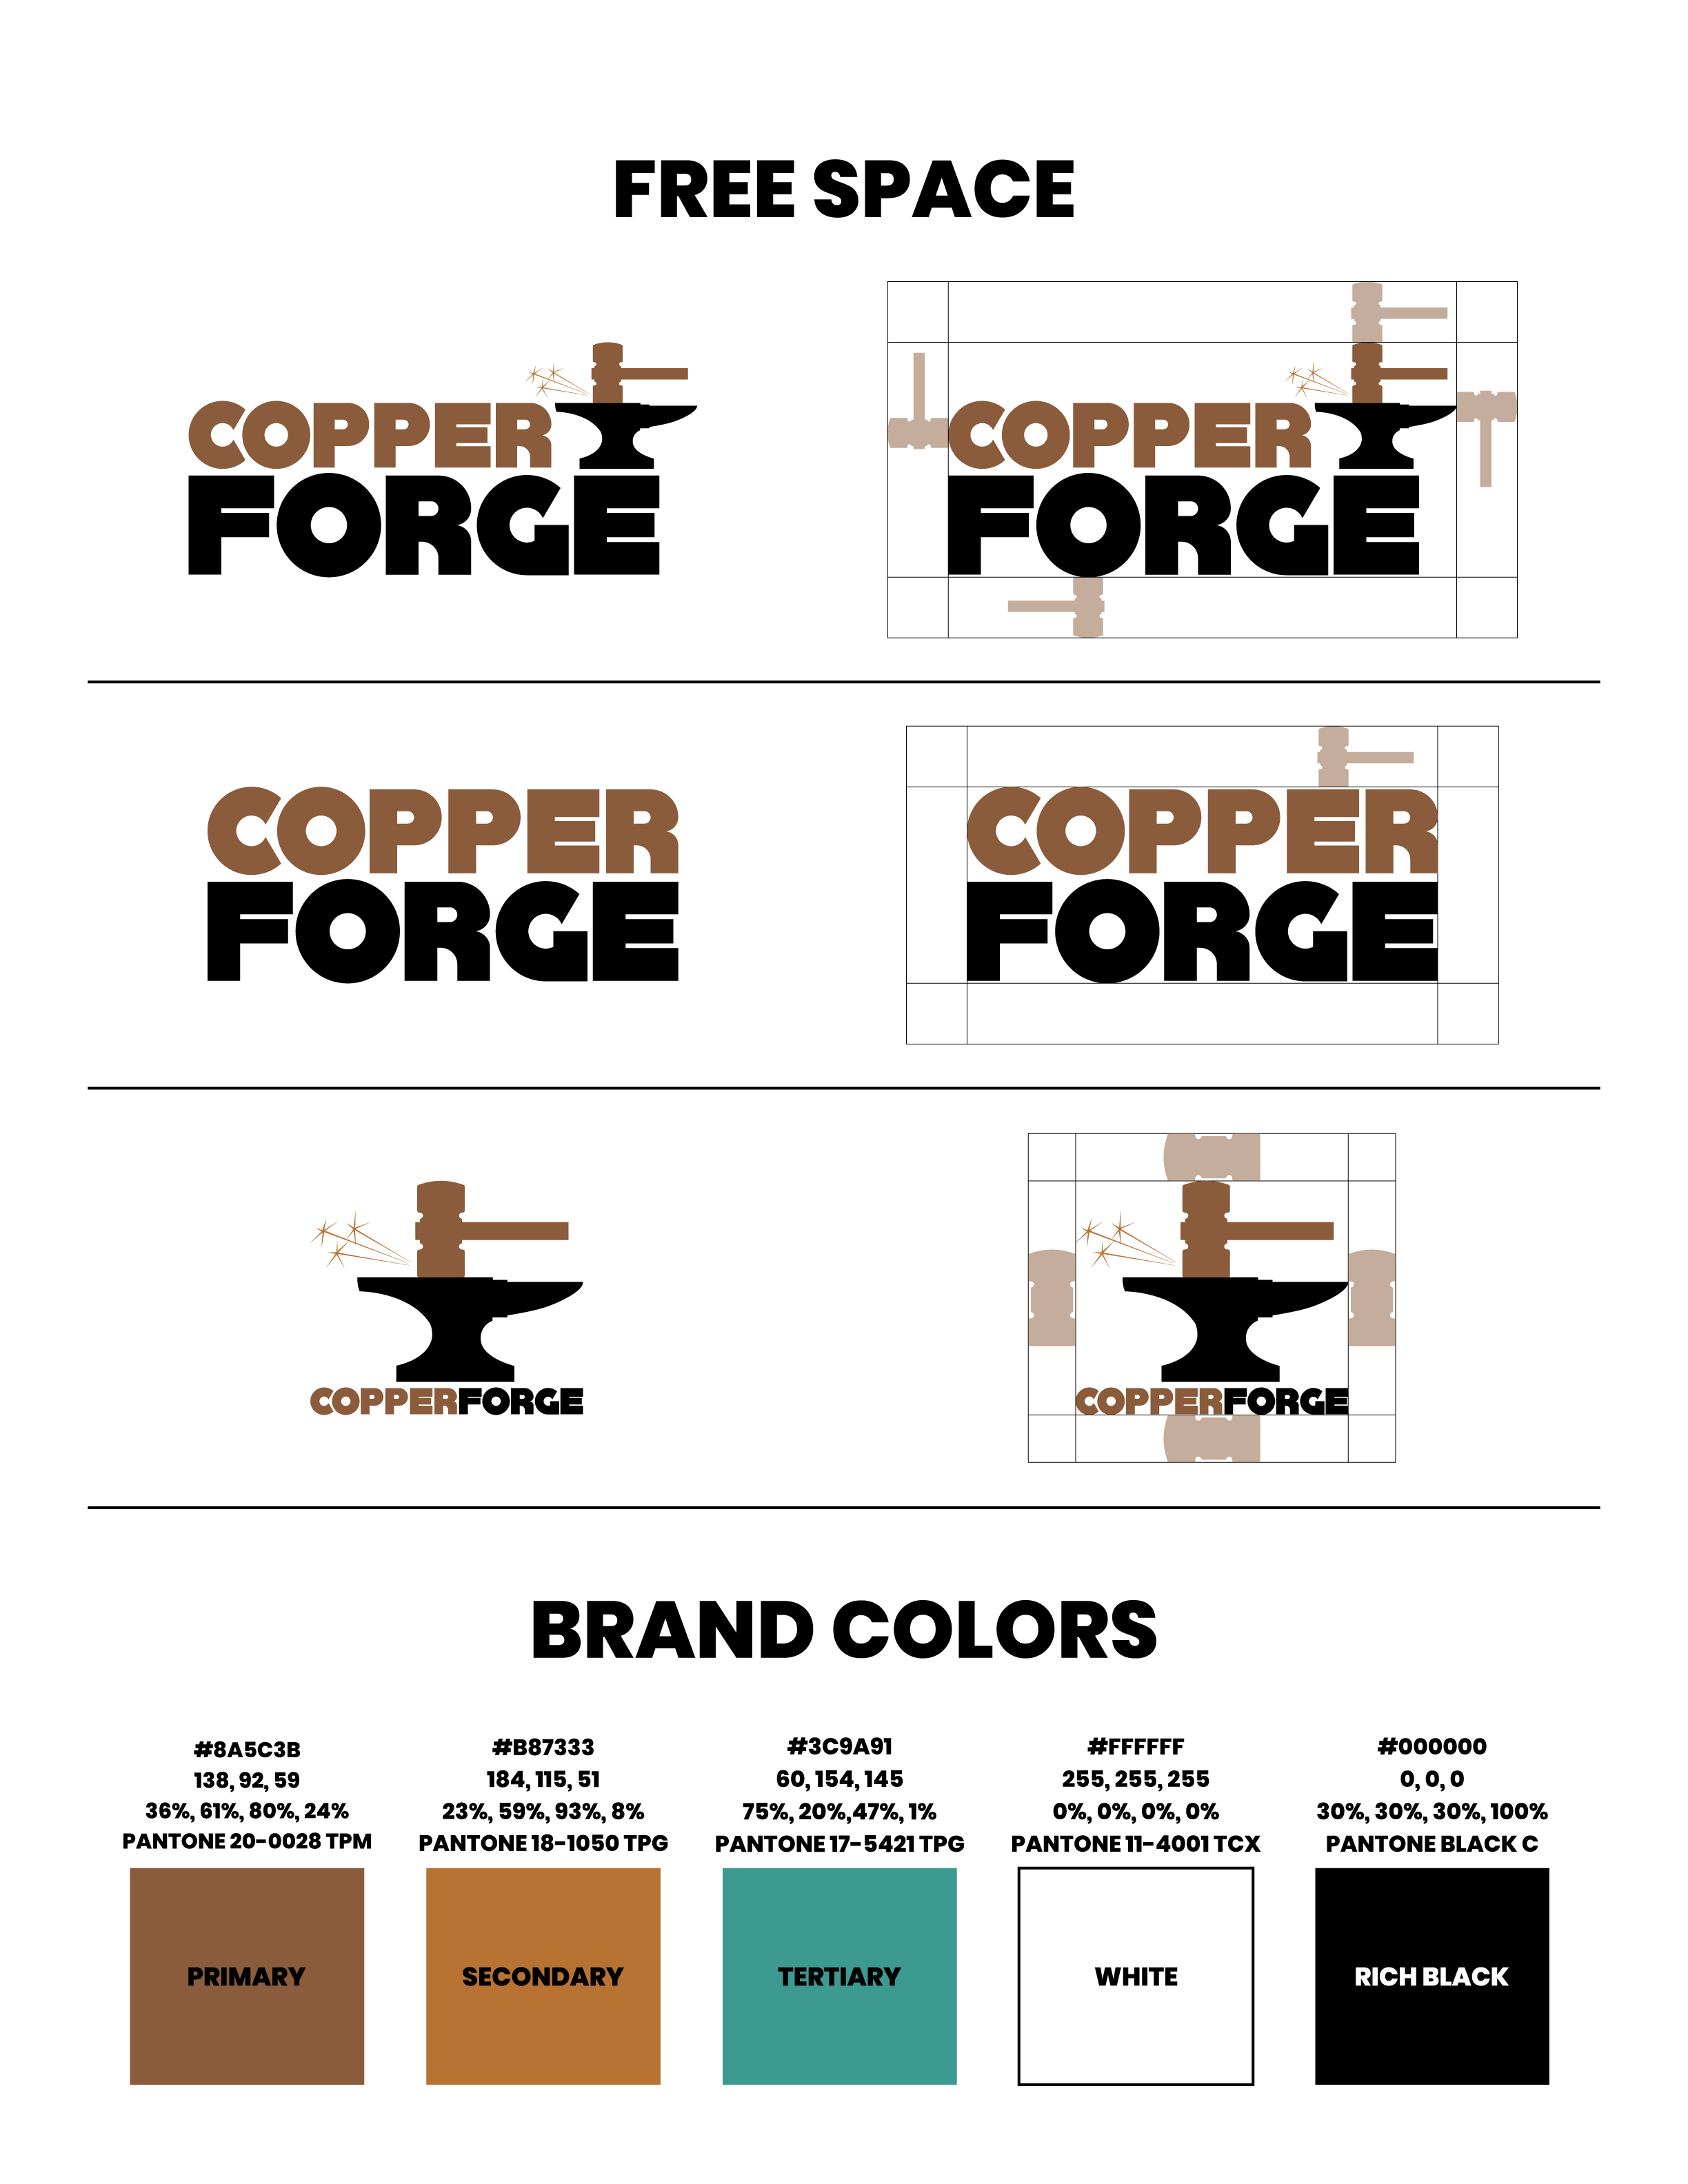 FREE SPACE
COPPER
FORGE
COPPER
FORGE
COPPER
FORGE
COPPER
FORGE
COPPERFORGE
COPPERFORGE
BRAND COLORS
#8A5C3B
138, 92, 59
36%, 61%, 80%, 24%
PANTONE 20-0028 TPM
PRIMARY
#B87333
184, 115, 51
23%, 59%, 93%, 8%
PANTONE 18-1050 TPG
SECONDARY
#3C9A91
60, 154, 145
75%, 20%,47%, 1%
PANTONE 17-5421 TPG
TERTIARY
#FFFFFF
255, 255, 255
0%, 0%, 0%, 0%
PANTONE 11-4001 TCX
WHITE
#000000
0, 0, 0
30%, 30%, 30%, 100%
PANTONE BLACK C
RICH BLACK